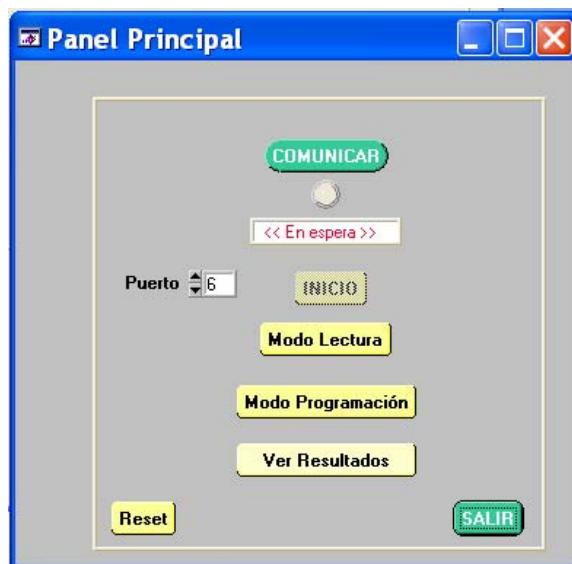 Panel Principal
COMUNICAR
<< En espera >>
Puerto 6 INICIO
Modo Lectura
Modo Programación
Ver Resultados
Reset SALIR